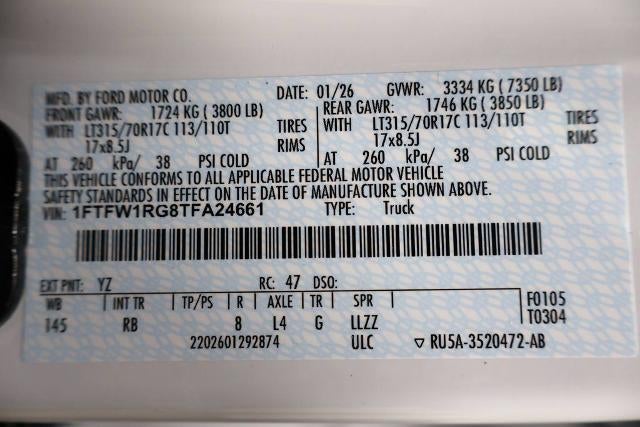 MFD. BY FORD MOTOR CO. DATE: 01/26 GVWR: 3334 KG ( 7350 LB)
FRONT GAWR: 1724 KG ( 3800 LB) REAR GAWR: 1746 KG ( 3850 LB)
WITH LT315/70R17C 113/110T TIRES WITH LT315/70R17C 113/110T TIRES
17x8.5J RIMS 17x8.5J RIMS
AT 260 kPa/ 38 PSI COLD AT 260 kPa/ 38 PSI COLD
THIS VEHICLE CONFORMS TO ALL APPLICABLE FEDERAL MOTOR VEHICLE
SAFETY STANDARDS IN EFFECT ON THE DATE OF MANUFACTURE SHOWN ABOVE.
VIN: 1FTFW1RG8TFA24661 TYPE: Truck
EXT PNT: YZ RC: 47 DSO:
WB INT TR TP/PS R AXLE TR SPR F0105
145 RB 8 L4 G LLZZ T0304
2202601292874 ULC ▽ RU5A-3520472-AB